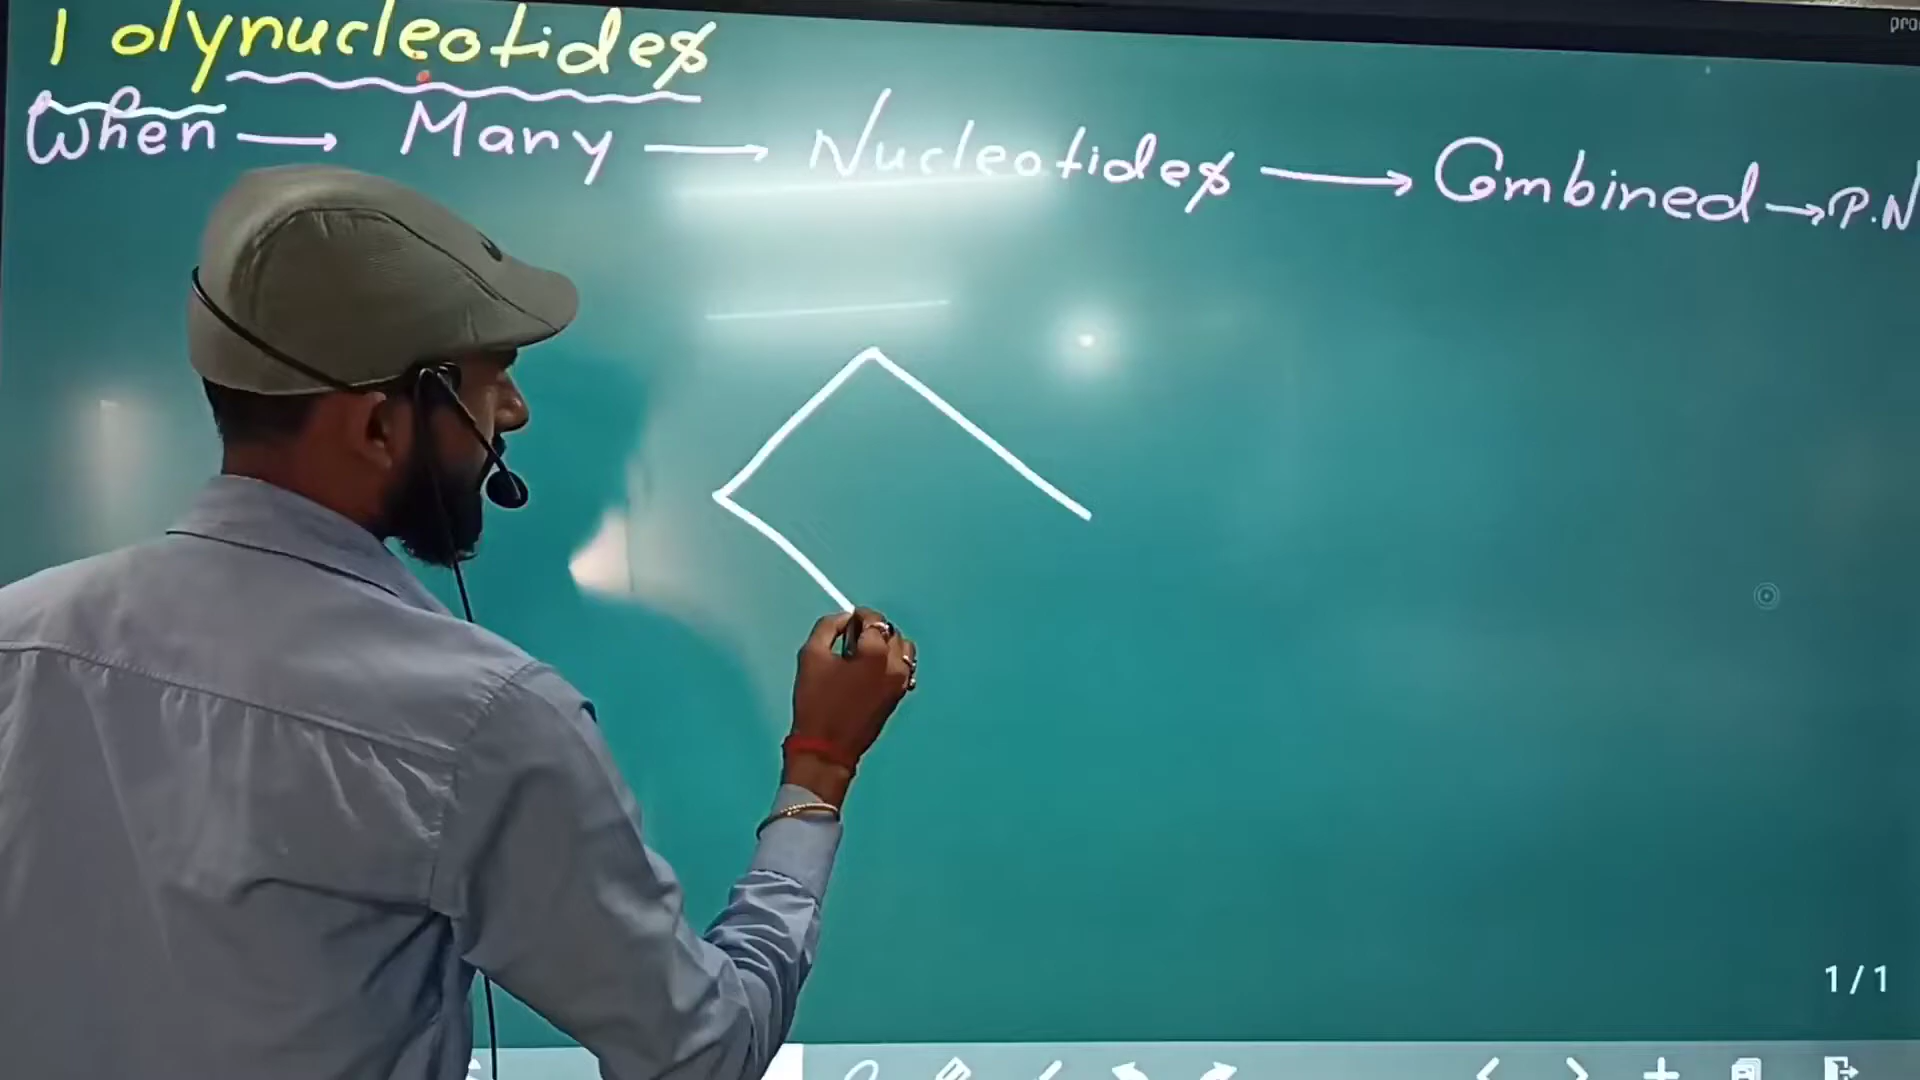 Polynucleotides
When → Many → Nucleotides → Combined → P.N
1/1